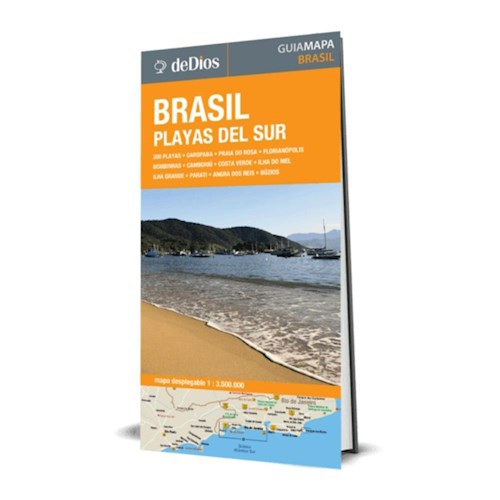 deDios
GUIAMAPA
BRASIL
BRASIL
PLAYAS DEL SUR
200 PLAYAS • GAROPABA • PRAIA DO ROSA • FLORIANÓPOLIS
BOMBINHAS • CAMBORIÚ • COSTA VERDE • ILHA DO MEL
ILHA GRANDE • PARATI • ANGRA DOS REIS • BÚZIOS
mapa desplegable 1 : 3.500.000
Rio de Janeiro